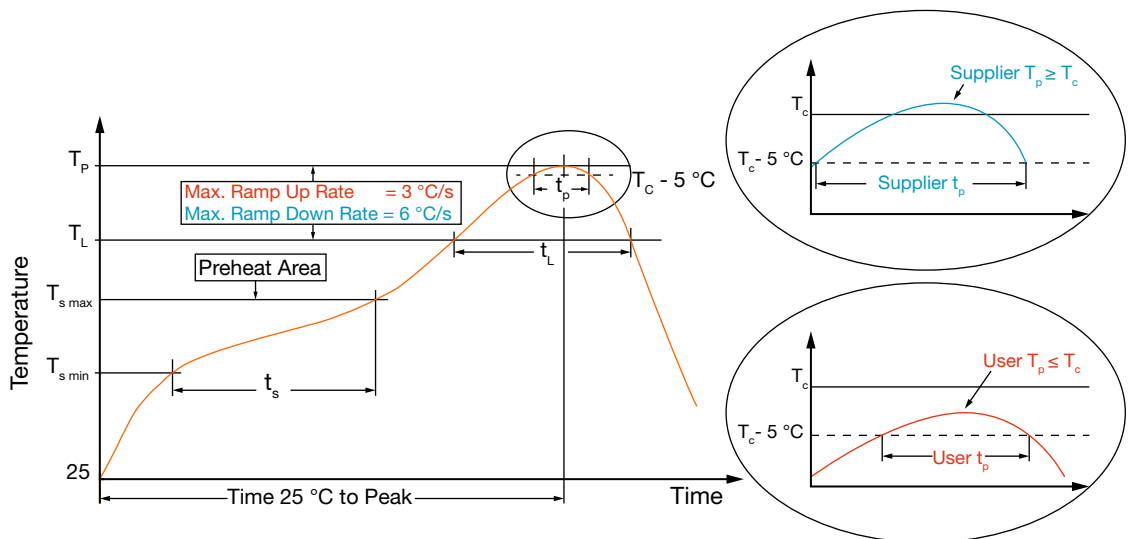 Temperature
T_P
T_L
T_s max
T_s min
25
Max. Ramp Up Rate = 3 °C/s
Max. Ramp Down Rate = 6 °C/s
Preheat Area
t_s
t_L
t_p
T_C - 5 °C
Time 25 °C to Peak
Time
Supplier T_p ≥ T_c
T_c
T_c - 5 °C
Supplier t_p
User T_p ≤ T_c
T_c
T_c - 5 °C
User t_p